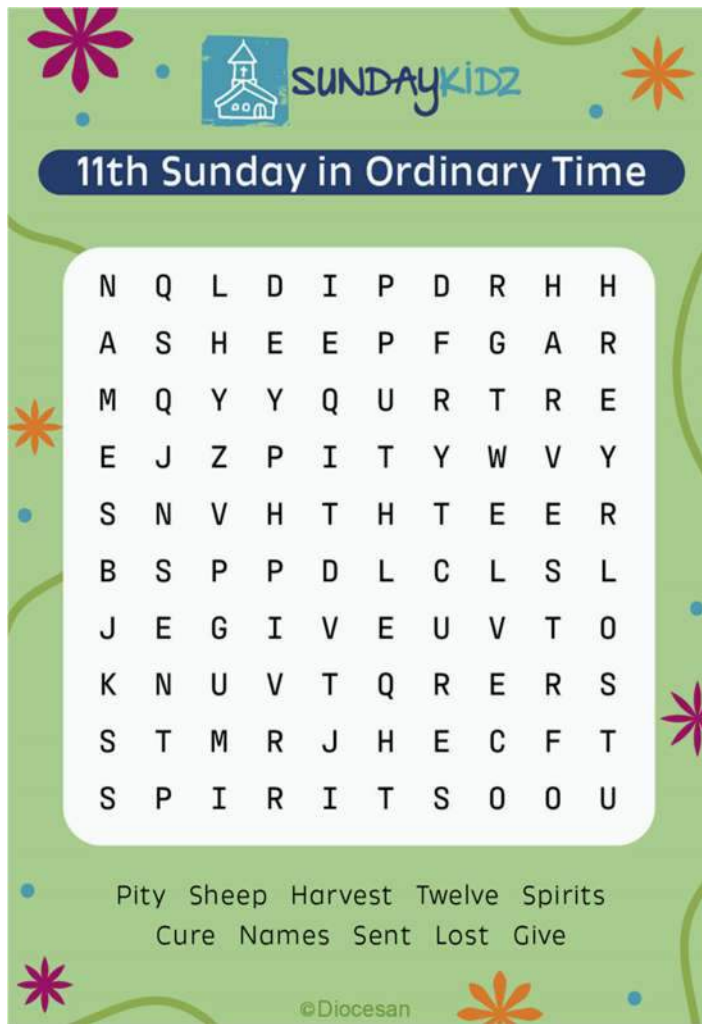 SUNDAYKIDZ
11th Sunday in Ordinary Time
N Q L D I P D R H H
A S H E E P F G A R
M Q Y Y Q U R T R E
E J Z P I T Y W V Y
S N V H T H T E E R
B S P P D L C L S L
J E G I V E U V T O
K N U V T Q R E R S
S T M R J H E C F T
S P I R I T S O O U
Pity Sheep Harvest Twelve Spirits
Cure Names Sent Lost Give
©Diocesan